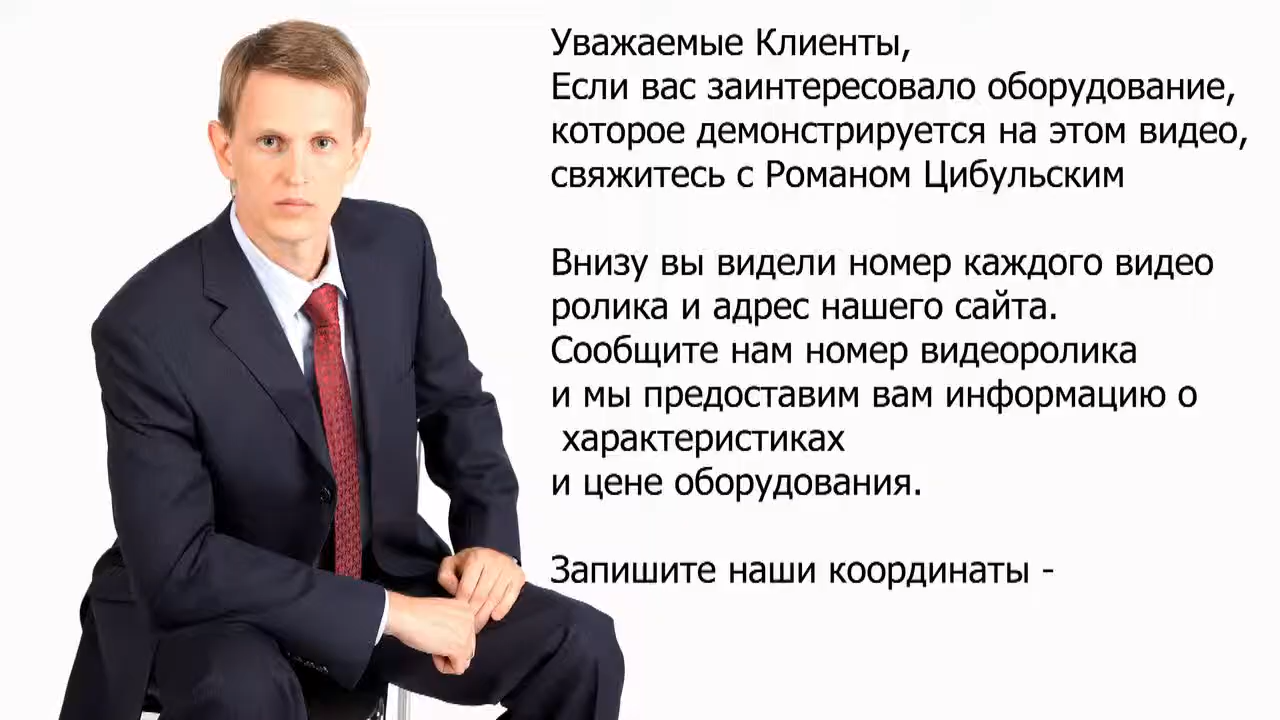 Уважаемые Клиенты,
Если вас заинтересовало оборудование,
которое демонстрируется на этом видео,
свяжитесь с Романом Цибульским
Внизу вы видели номер каждого видео
ролика и адрес нашего сайта.
Сообщите нам номер видеоролика
и мы предоставим вам информацию о
характеристиках
и цене оборудования.
Запишите наши координаты -